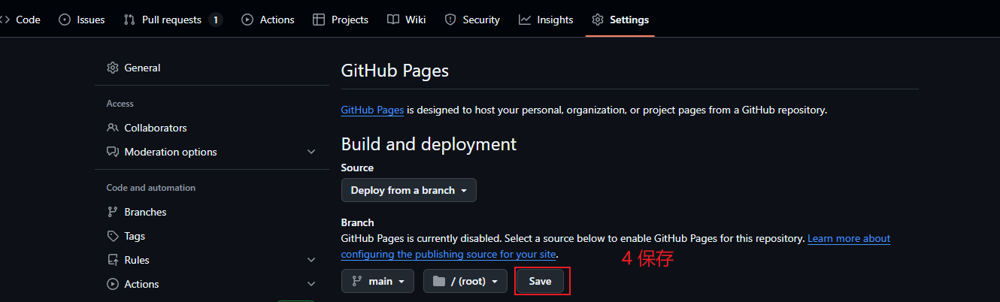 Code Issues Pull requests 1 Actions Projects Wiki Security Insights Settings
General
Access
Collaborators
Moderation options
Code and automation
Branches
Tags
Rules
Actions
GitHub Pages
GitHub Pages is designed to host your personal, organization, or project pages from a GitHub repository.
Build and deployment
Source
Deploy from a branch
Branch
GitHub Pages is currently disabled. Select a source below to enable GitHub Pages for this repository. Learn more about
configuring the publishing source for your site.
4 保存
main / (root) Save